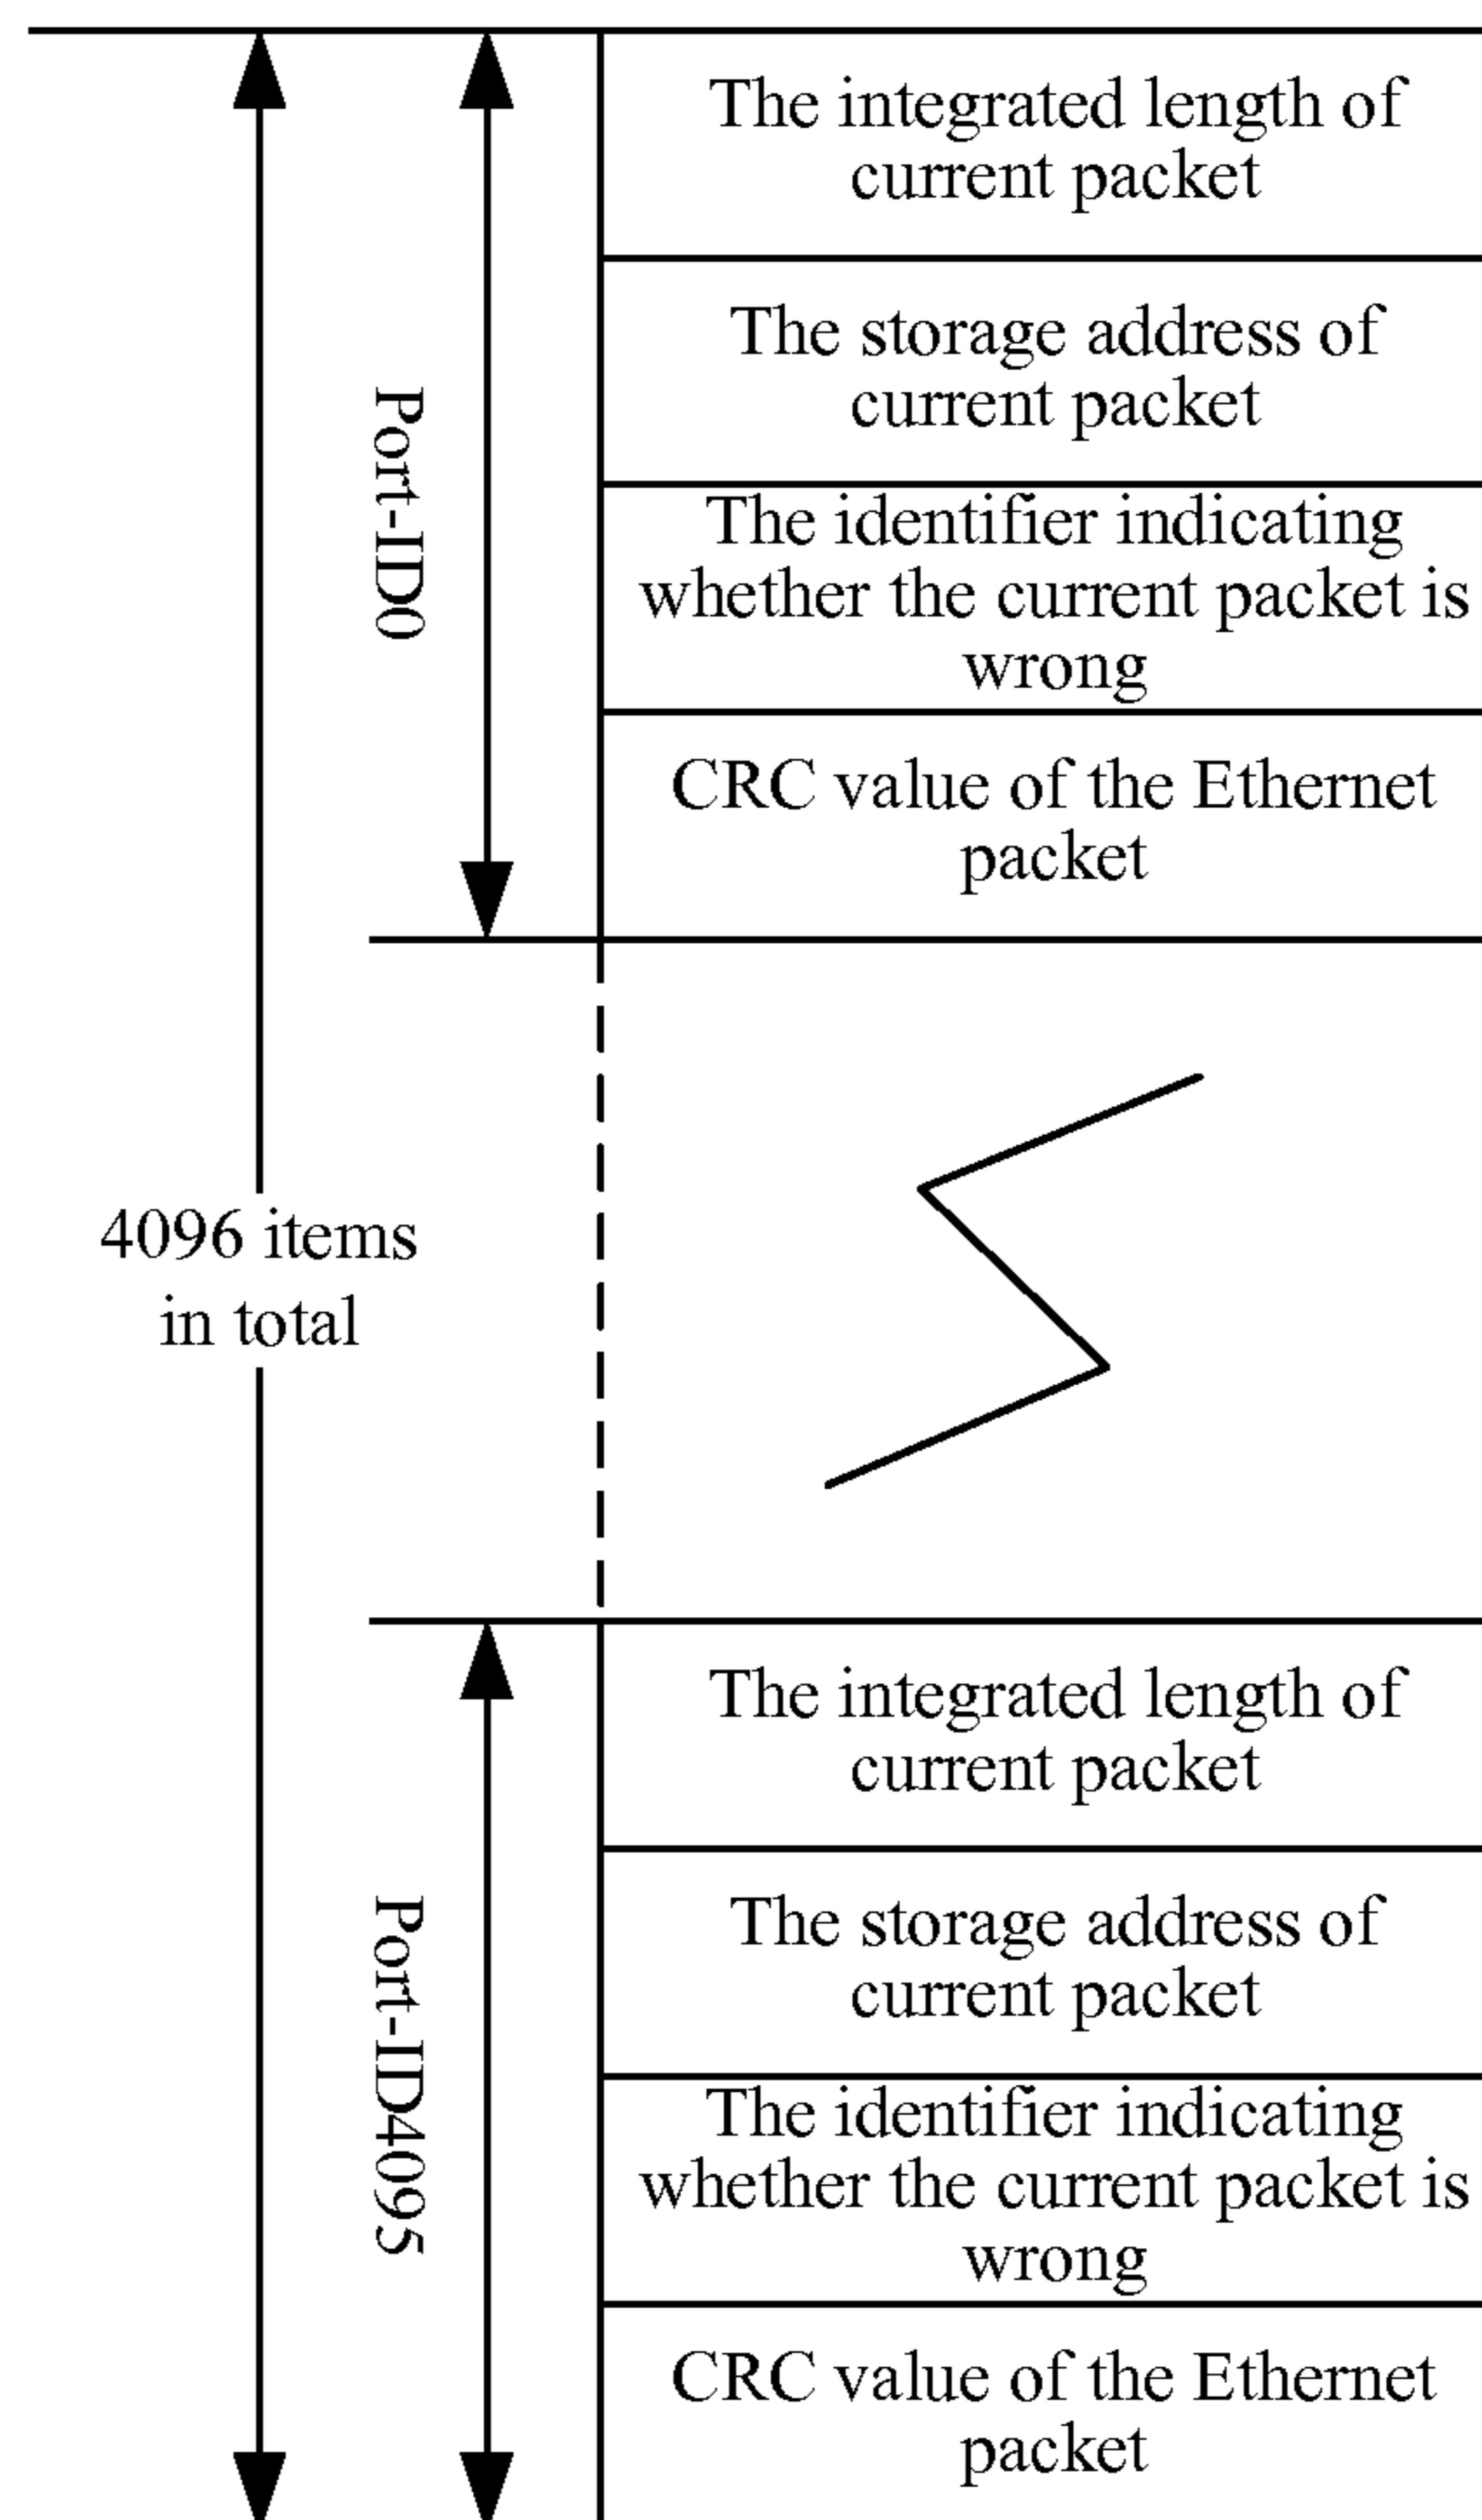 The integrated length of
current packet
The storage address of
current packet
Port-ID0
The identifier indicating
whether the current packet is
wrong
CRC value of the Ethernet
packet
4096 items
in total
The integrated length of
current packet
The storage address of
current packet
Port-ID4095
The identifier indicating
whether the current packet is
wrong
CRC value of the Ethernet
packet